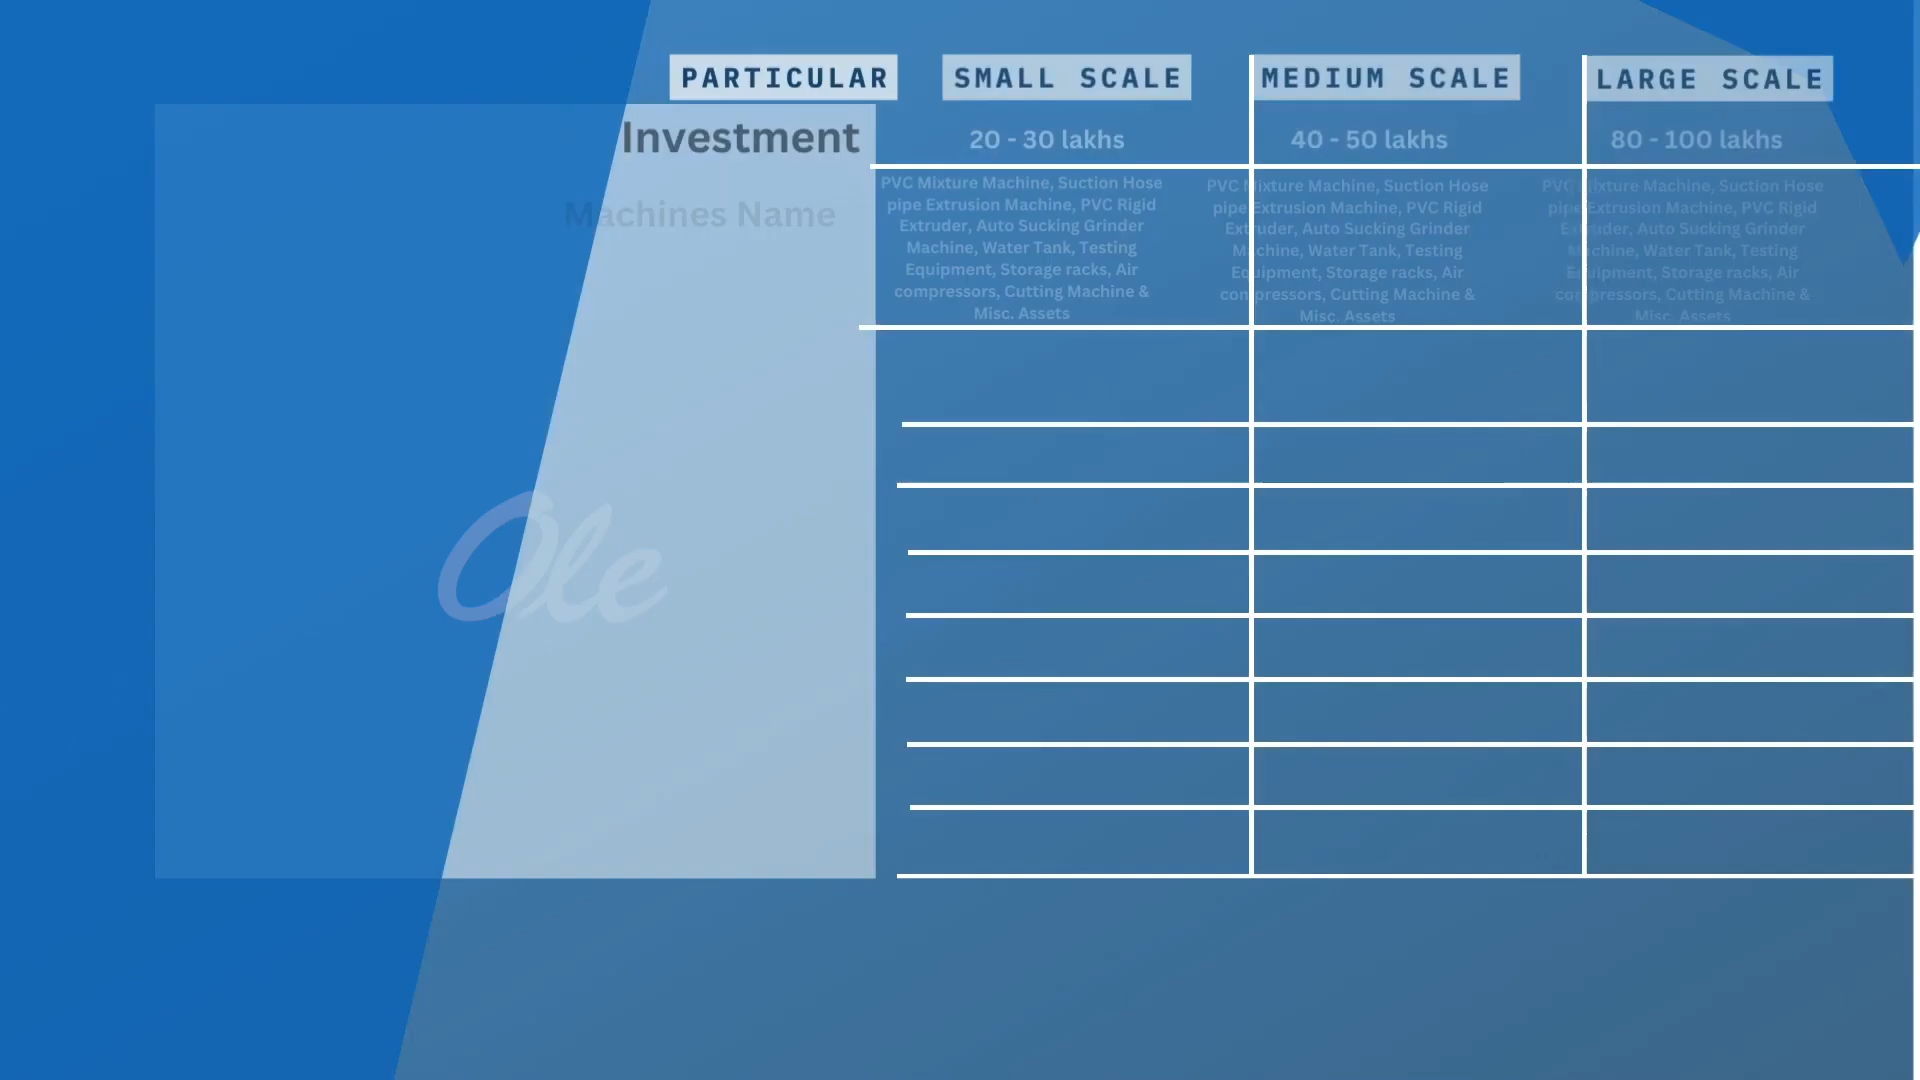 PARTICULAR SMALL SCALE MEDIUM SCALE LARGE SCALE
Investment 20 - 30 lakhs 40 - 50 lakhs 80 - 100 lakhs
Machines Name
PVC Mixture Machine, Suction Hose
pipe Extrusion Machine, PVC Rigid
Extruder, Auto Sucking Grinder
Machine, Water Tank, Testing
Equipment, Storage racks, Air
compressors, Cutting Machine &
Misc. Assets
PVC Mixture Machine, Suction Hose
pipe Extrusion Machine, PVC Rigid
Extruder, Auto Sucking Grinder
Machine, Water Tank, Testing
Equipment, Storage racks, Air
compressors, Cutting Machine &
Misc. Assets
PVC Mixture Machine, Suction Hose
pipe Extrusion Machine, PVC Rigid
Extruder, Auto Sucking Grinder
Machine, Water Tank, Testing
Equipment, Storage racks, Air
compressors, Cutting Machine &
Misc. Assets
Ole